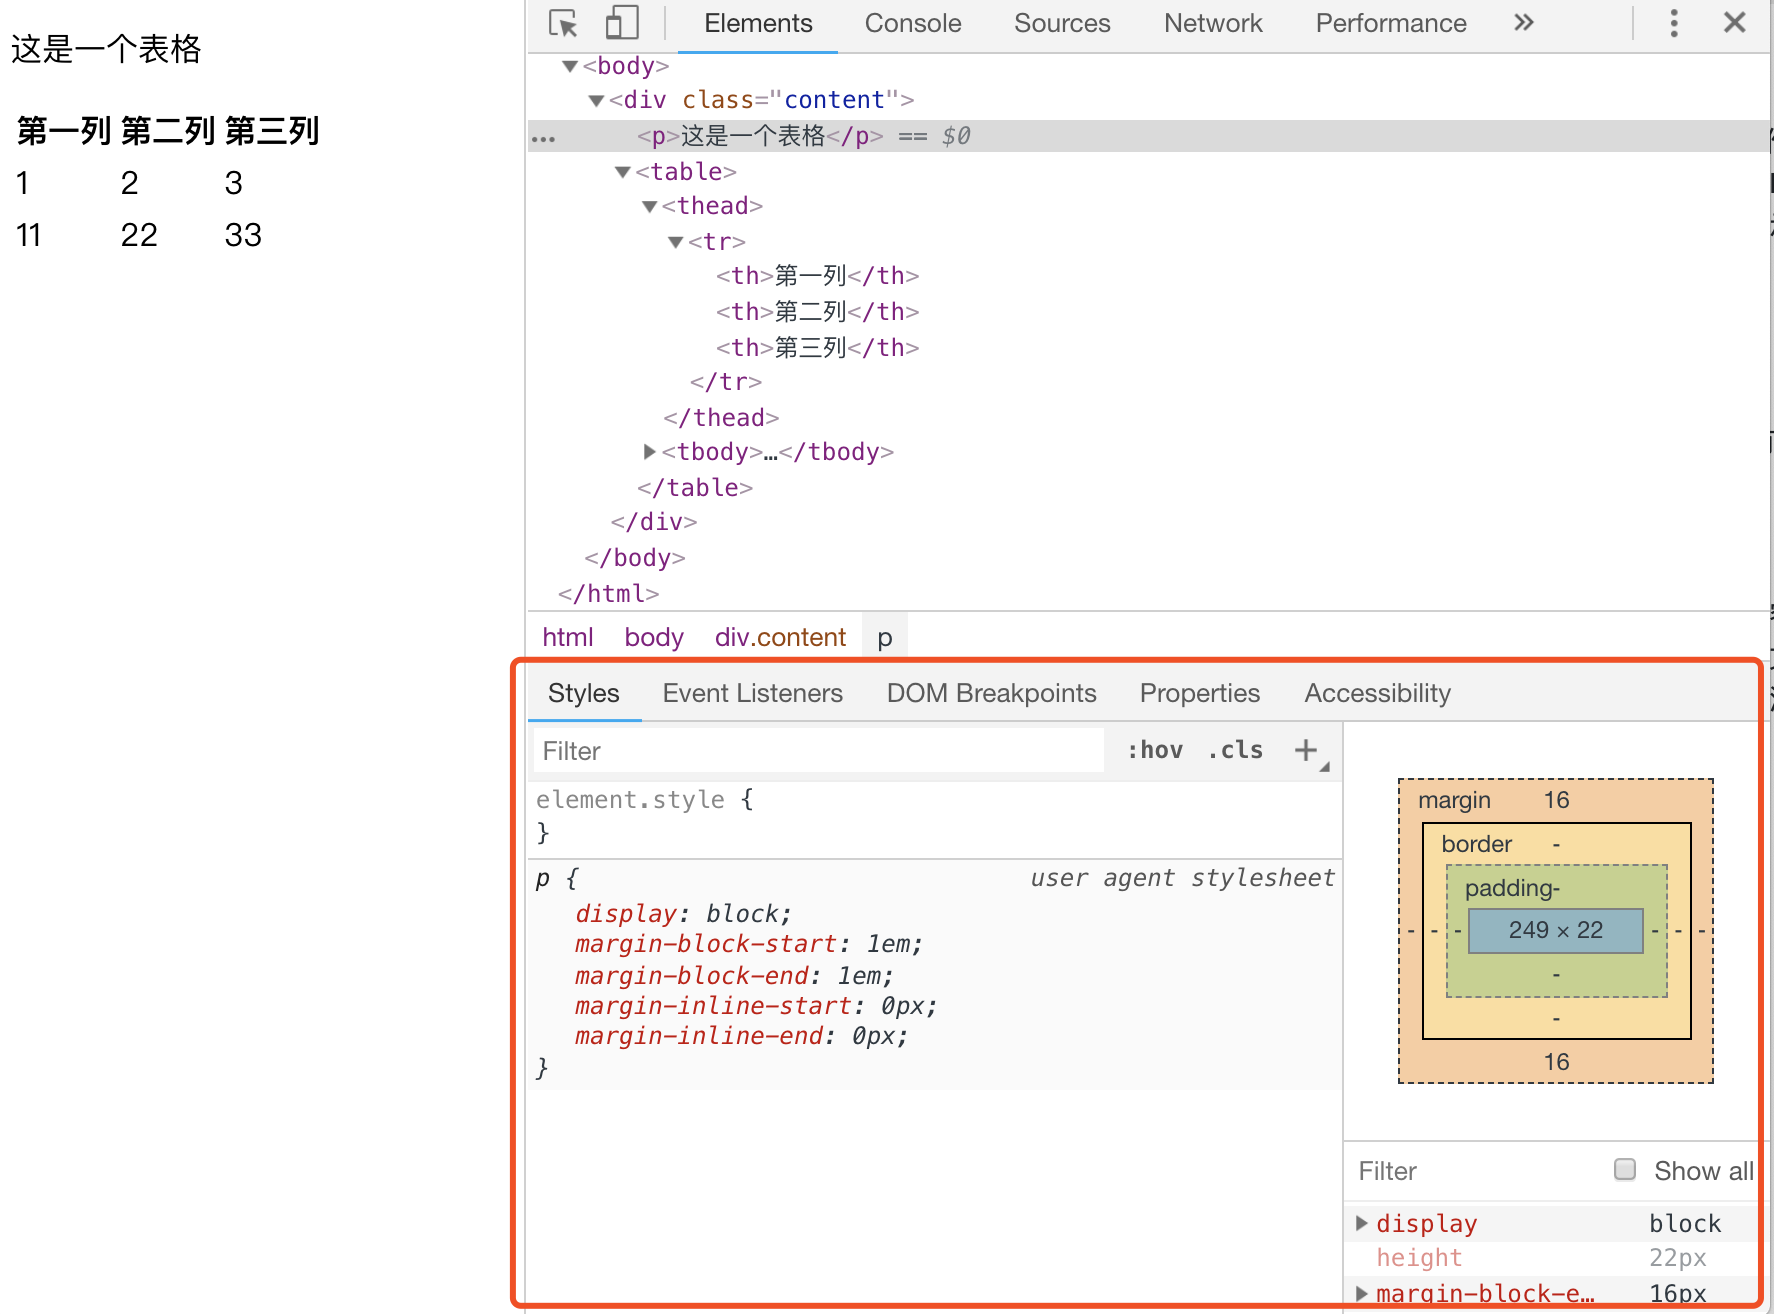 这是一个表格
第一列 第二列 第三列
1 2 3
11 22 33
Elements Console Sources Network Performance »
<body>
<div class="content">
... <p>这是一个表格</p> == $0
<table>
<thead>
<tr>
<th>第一列</th>
<th>第二列</th>
<th>第三列</th>
</tr>
</thead>
<tbody>…</tbody>
</table>
</div>
</body>
</html>
html body div.content p
Styles Event Listeners DOM Breakpoints Properties Accessibility
Filter :hov .cls +
element.style {
}
p { user agent stylesheet
display: block;
margin-block-start: 1em;
margin-block-end: 1em;
margin-inline-start: 0px;
margin-inline-end: 0px;
}
margin 16
border -
padding-
- - - 249 × 22 - - -
-
-
16
Filter Show all
display block
height 22px
margin-block-e… 16px